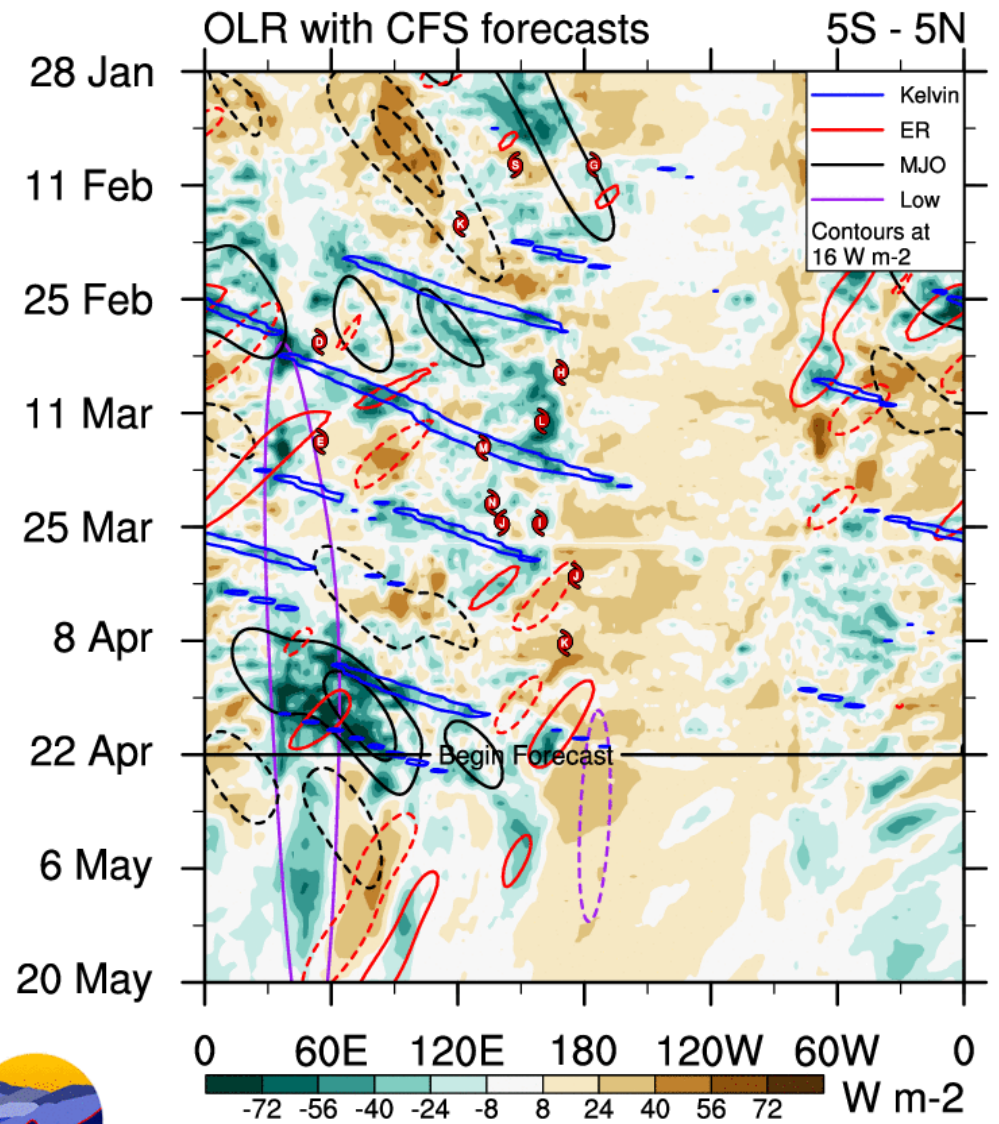 OLR with CFS forecasts 5S - 5N
28 Jan
Kelvin
ER
MJO
Low
Contours at
16 W m-2
S
G
11 Feb
K
25 Feb
D
H
11 Mar
L
E
M
N
25 Mar
J
I
J
8 Apr
K
22 Apr
Begin Forecast
6 May
20 May
0 60E 120E 180 120W 60W 0
W m-2
-72 -56 -40 -24 -8 8 24 40 56 72